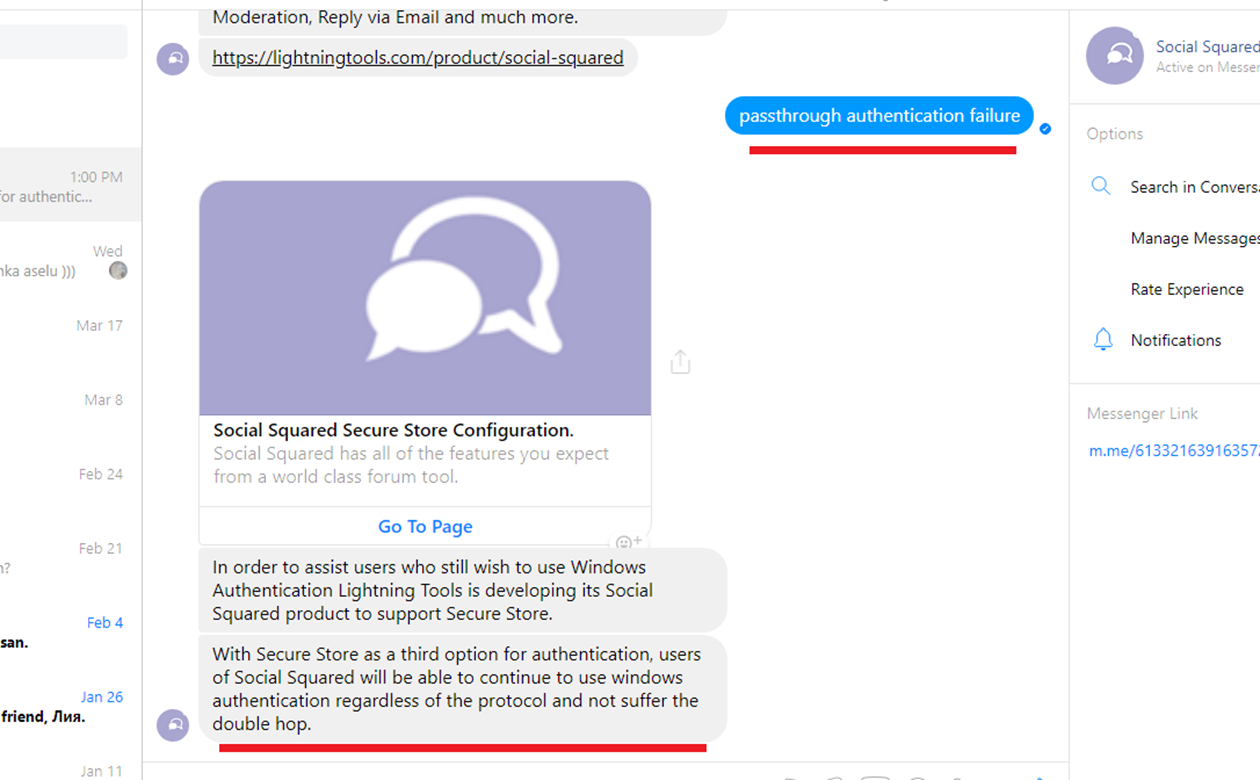 Moderation, Reply via Email and much more.
https://lightningtools.com/product/social-squared
passthrough authentication failure
1:00 PM
for authentic...
Wed
nka aselu )))
Mar 17
Mar 8
Feb 24
Feb 21
n?
Feb 4
san.
Jan 26
friend, Лия.
Jan 11
Social Squared Secure Store Configuration.
Social Squared has all of the features you expect
from a world class forum tool.
Go To Page
In order to assist users who still wish to use Windows
Authentication Lightning Tools is developing its Social
Squared product to support Secure Store.
With Secure Store as a third option for authentication, users
of Social Squared will be able to continue to use windows
authentication regardless of the protocol and not suffer the
double hop.
Social Squared
Active on Messen
Options
Search in Conversa
Manage Messages
Rate Experience
Notifications
Messenger Link
m.me/61332163916357